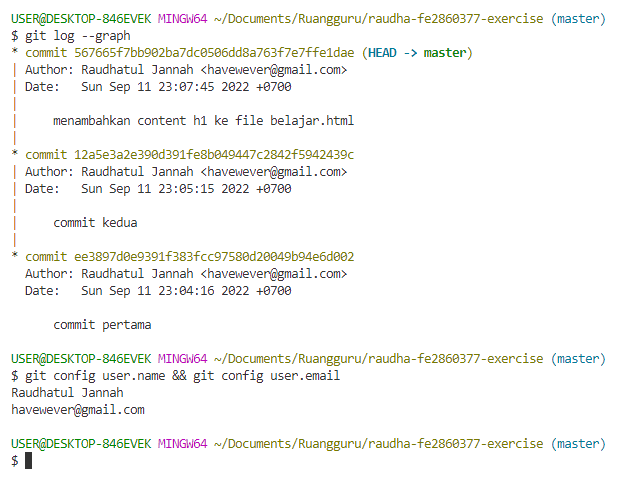 USER@DESKTOP-846EVEK MINGW64 ~/Documents/Ruangguru/raudha-fe2860377-exercise (master)
$ git log --graph
* commit 567665f7bb902ba7dc0506dd8a763f7e7ffe1dae (HEAD -> master)
| Author: Raudhatul Jannah <havewever@gmail.com>
| Date:   Sun Sep 11 23:07:45 2022 +0700
|
|     menambahkan content h1 ke file belajar.html
|
* commit 12a5e3a2e390d391fe8b049447c2842f5942439c
| Author: Raudhatul Jannah <havewever@gmail.com>
| Date:   Sun Sep 11 23:05:15 2022 +0700
|
|     commit kedua
|
* commit ee3897d0e9391f383fcc97580d20049b94e6d002
  Author: Raudhatul Jannah <havewever@gmail.com>
  Date:   Sun Sep 11 23:04:16 2022 +0700

      commit pertama

USER@DESKTOP-846EVEK MINGW64 ~/Documents/Ruangguru/raudha-fe2860377-exercise (master)
$ git config user.name && git config user.email
Raudhatul Jannah
havewever@gmail.com

USER@DESKTOP-846EVEK MINGW64 ~/Documents/Ruangguru/raudha-fe2860377-exercise (master)
$